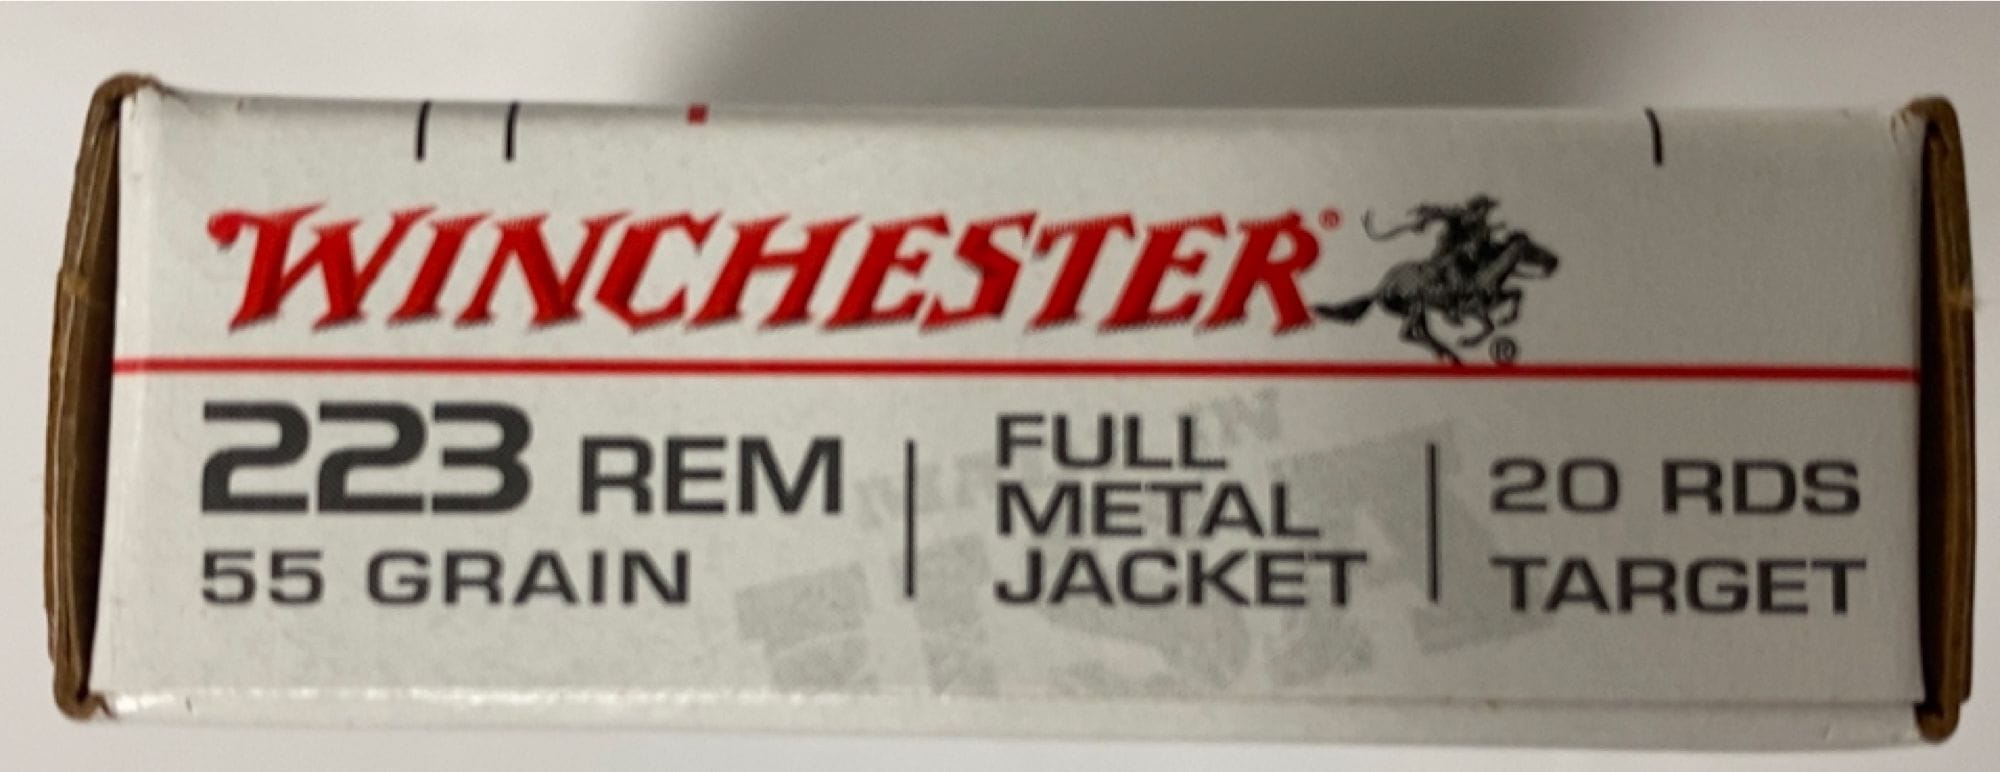 WINCHESTER®
®
223 REM
55 GRAIN
FULL
METAL
JACKET
20 RDS
TARGET